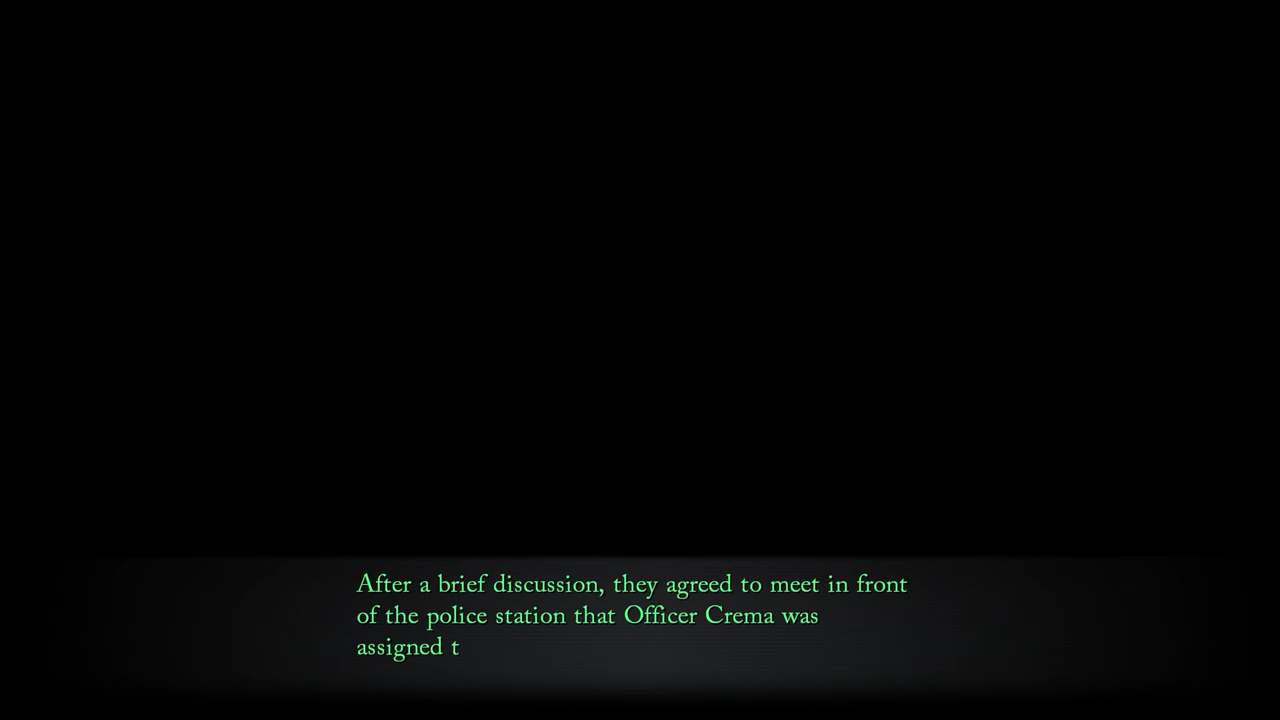 After a brief discussion, they agreed to meet in front
of the police station that Officer Crema was
assigned t